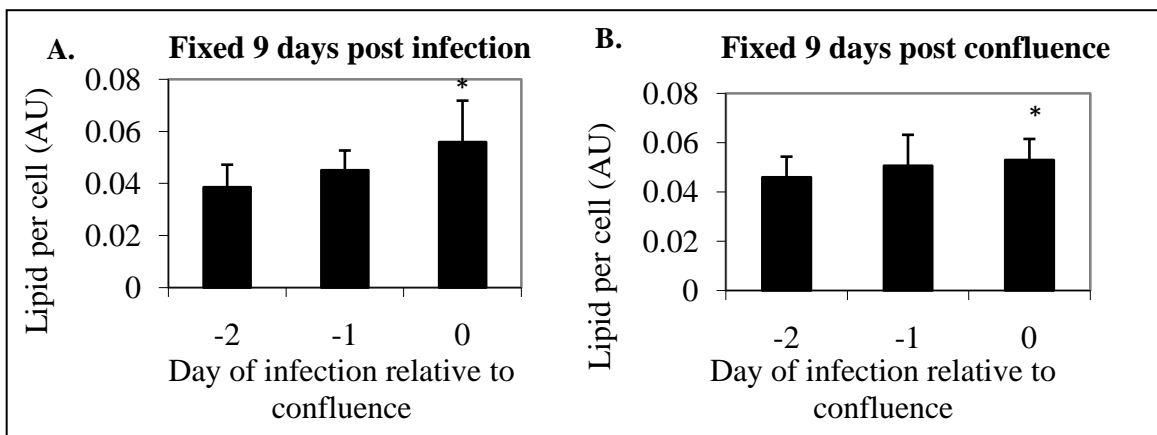 A.
Fixed 9 days post infection
*
0.08
0.06
0.04
0.02
0
Lipid per cell (AU)
-2 -1 0
Day of infection relative to
confluence
B.
Fixed 9 days post confluence
*
0.08
0.06
0.04
0.02
0
Lipid per cell (AU)
-2 -1 0
Day of infection relative to
confluence